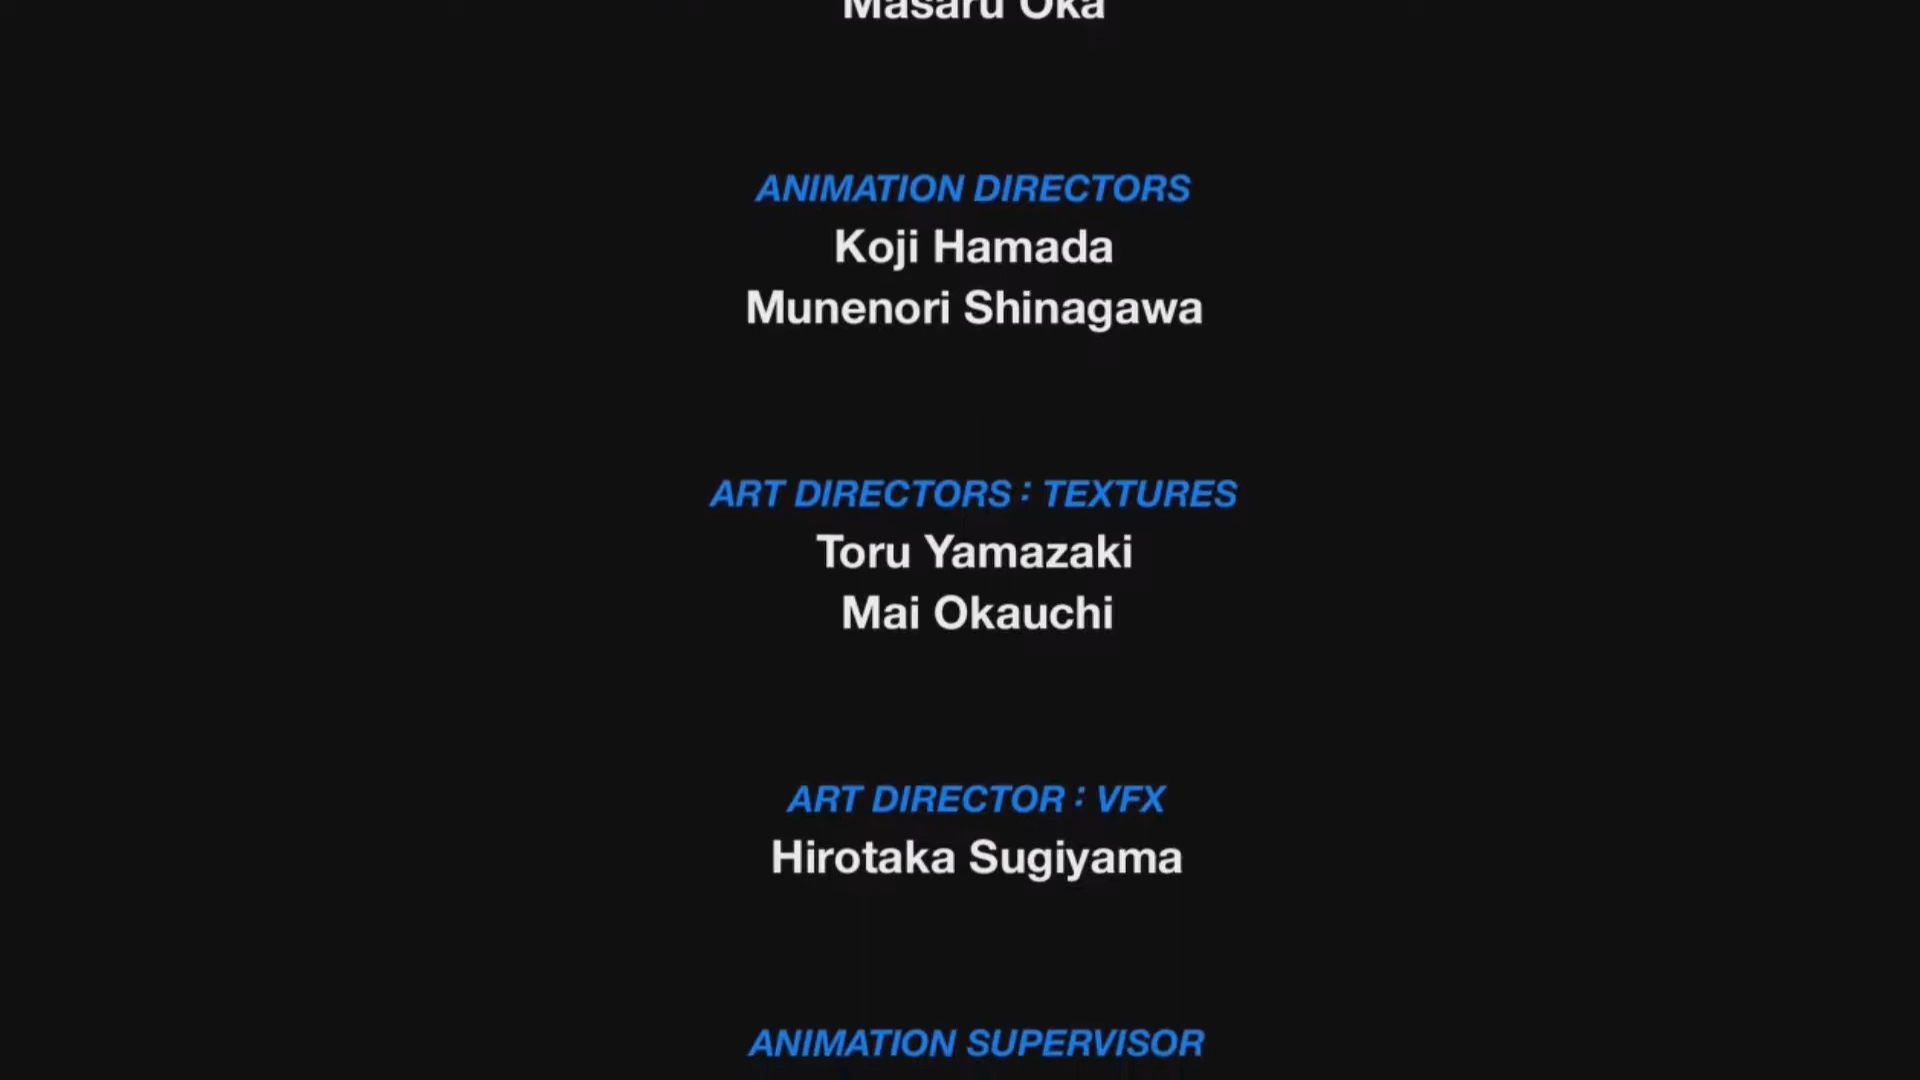 Masaru Oka
ANIMATION DIRECTORS
Koji Hamada
Munenori Shinagawa
ART DIRECTORS : TEXTURES
Toru Yamazaki
Mai Okauchi
ART DIRECTOR : VFX
Hirotaka Sugiyama
ANIMATION SUPERVISOR